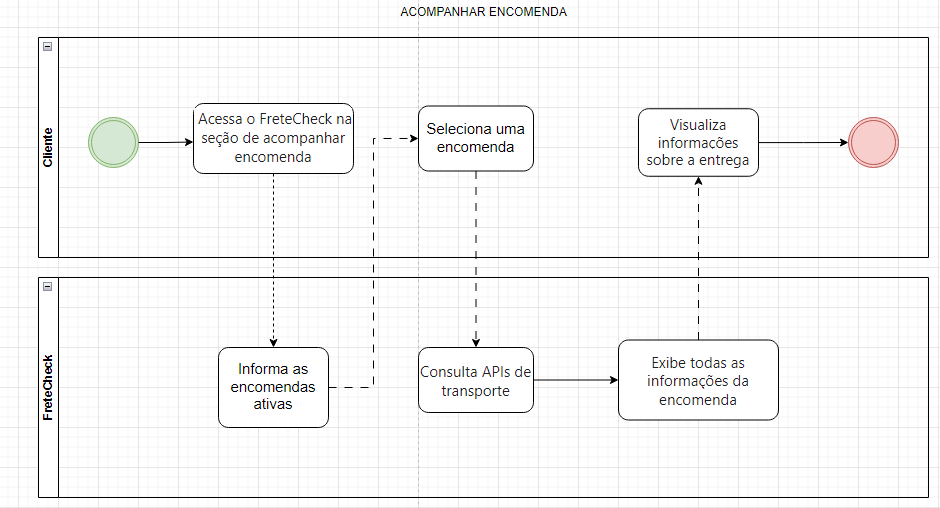 ACOMPANHAR ENCOMENDA
Cliente
Acessa o FreteCheck na
seção de acompanhar
encomenda
Seleciona uma
encomenda
Visualiza
informações
sobre a entrega
FreteCheck
Informa as
encomendas
ativas
Consulta APIs de
transporte
Exibe todas as
informações da
encomenda